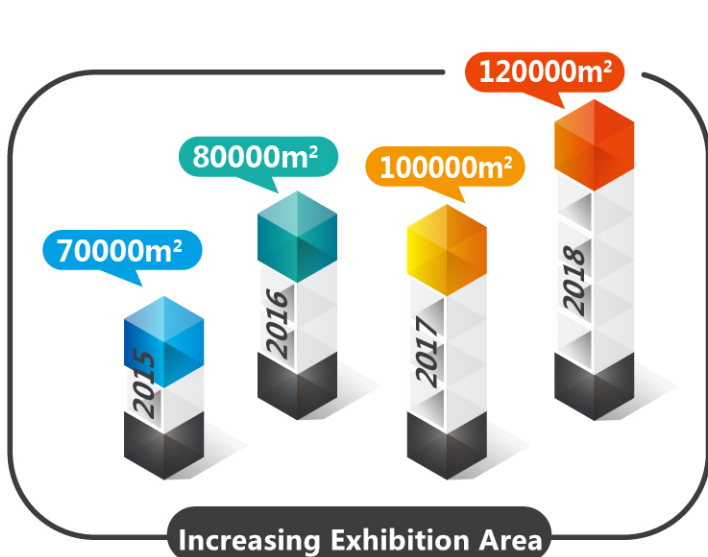 120000m²
80000m²
100000m²
70000m²
2015
2016
2017
2018
Increasing Exhibition Area